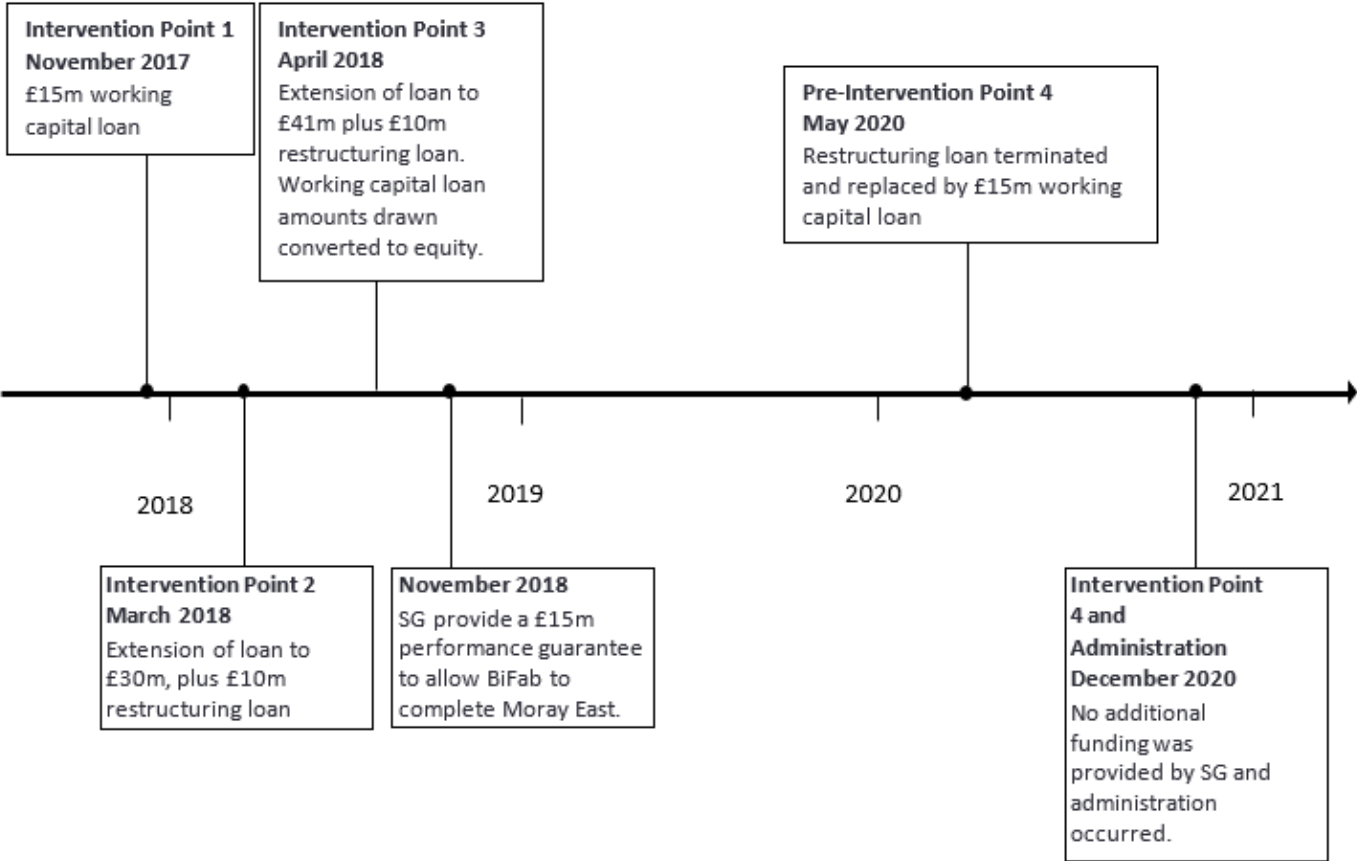 Intervention Point 1
November 2017
£15m working
capital loan
Intervention Point 3
April 2018
Extension of loan to
£41m plus £10m
restructuring loan.
Working capital loan
amounts drawn
converted to equity.
Pre-Intervention Point 4
May 2020
Restructuring loan terminated
and replaced by £15m working
capital loan
2018
2019
2020
2021
Intervention Point 2
March 2018
Extension of loan to
£30m, plus £10m
restructuring loan
November 2018
SG provide a £15m
performance guarantee
to allow BiFab to
complete Moray East.
Intervention Point
4 and
Administration
December 2020
No additional
funding was
provided by SG and
administration
occurred.